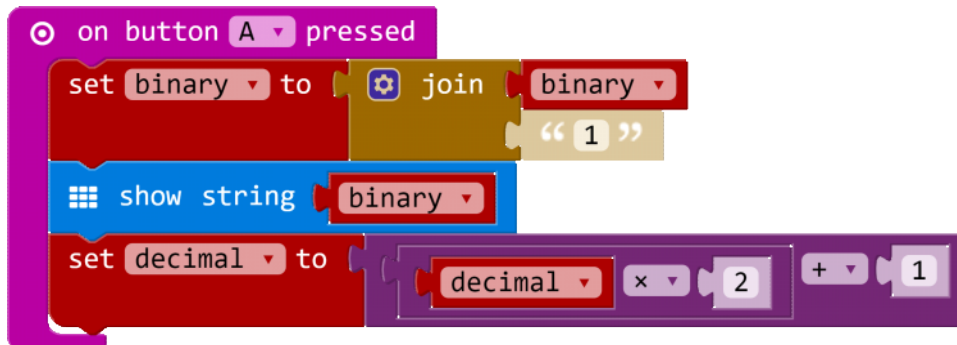 on button A pressed
set binary to join binary
“ 1 ”
show string binary
set decimal to decimal × 2 + 1